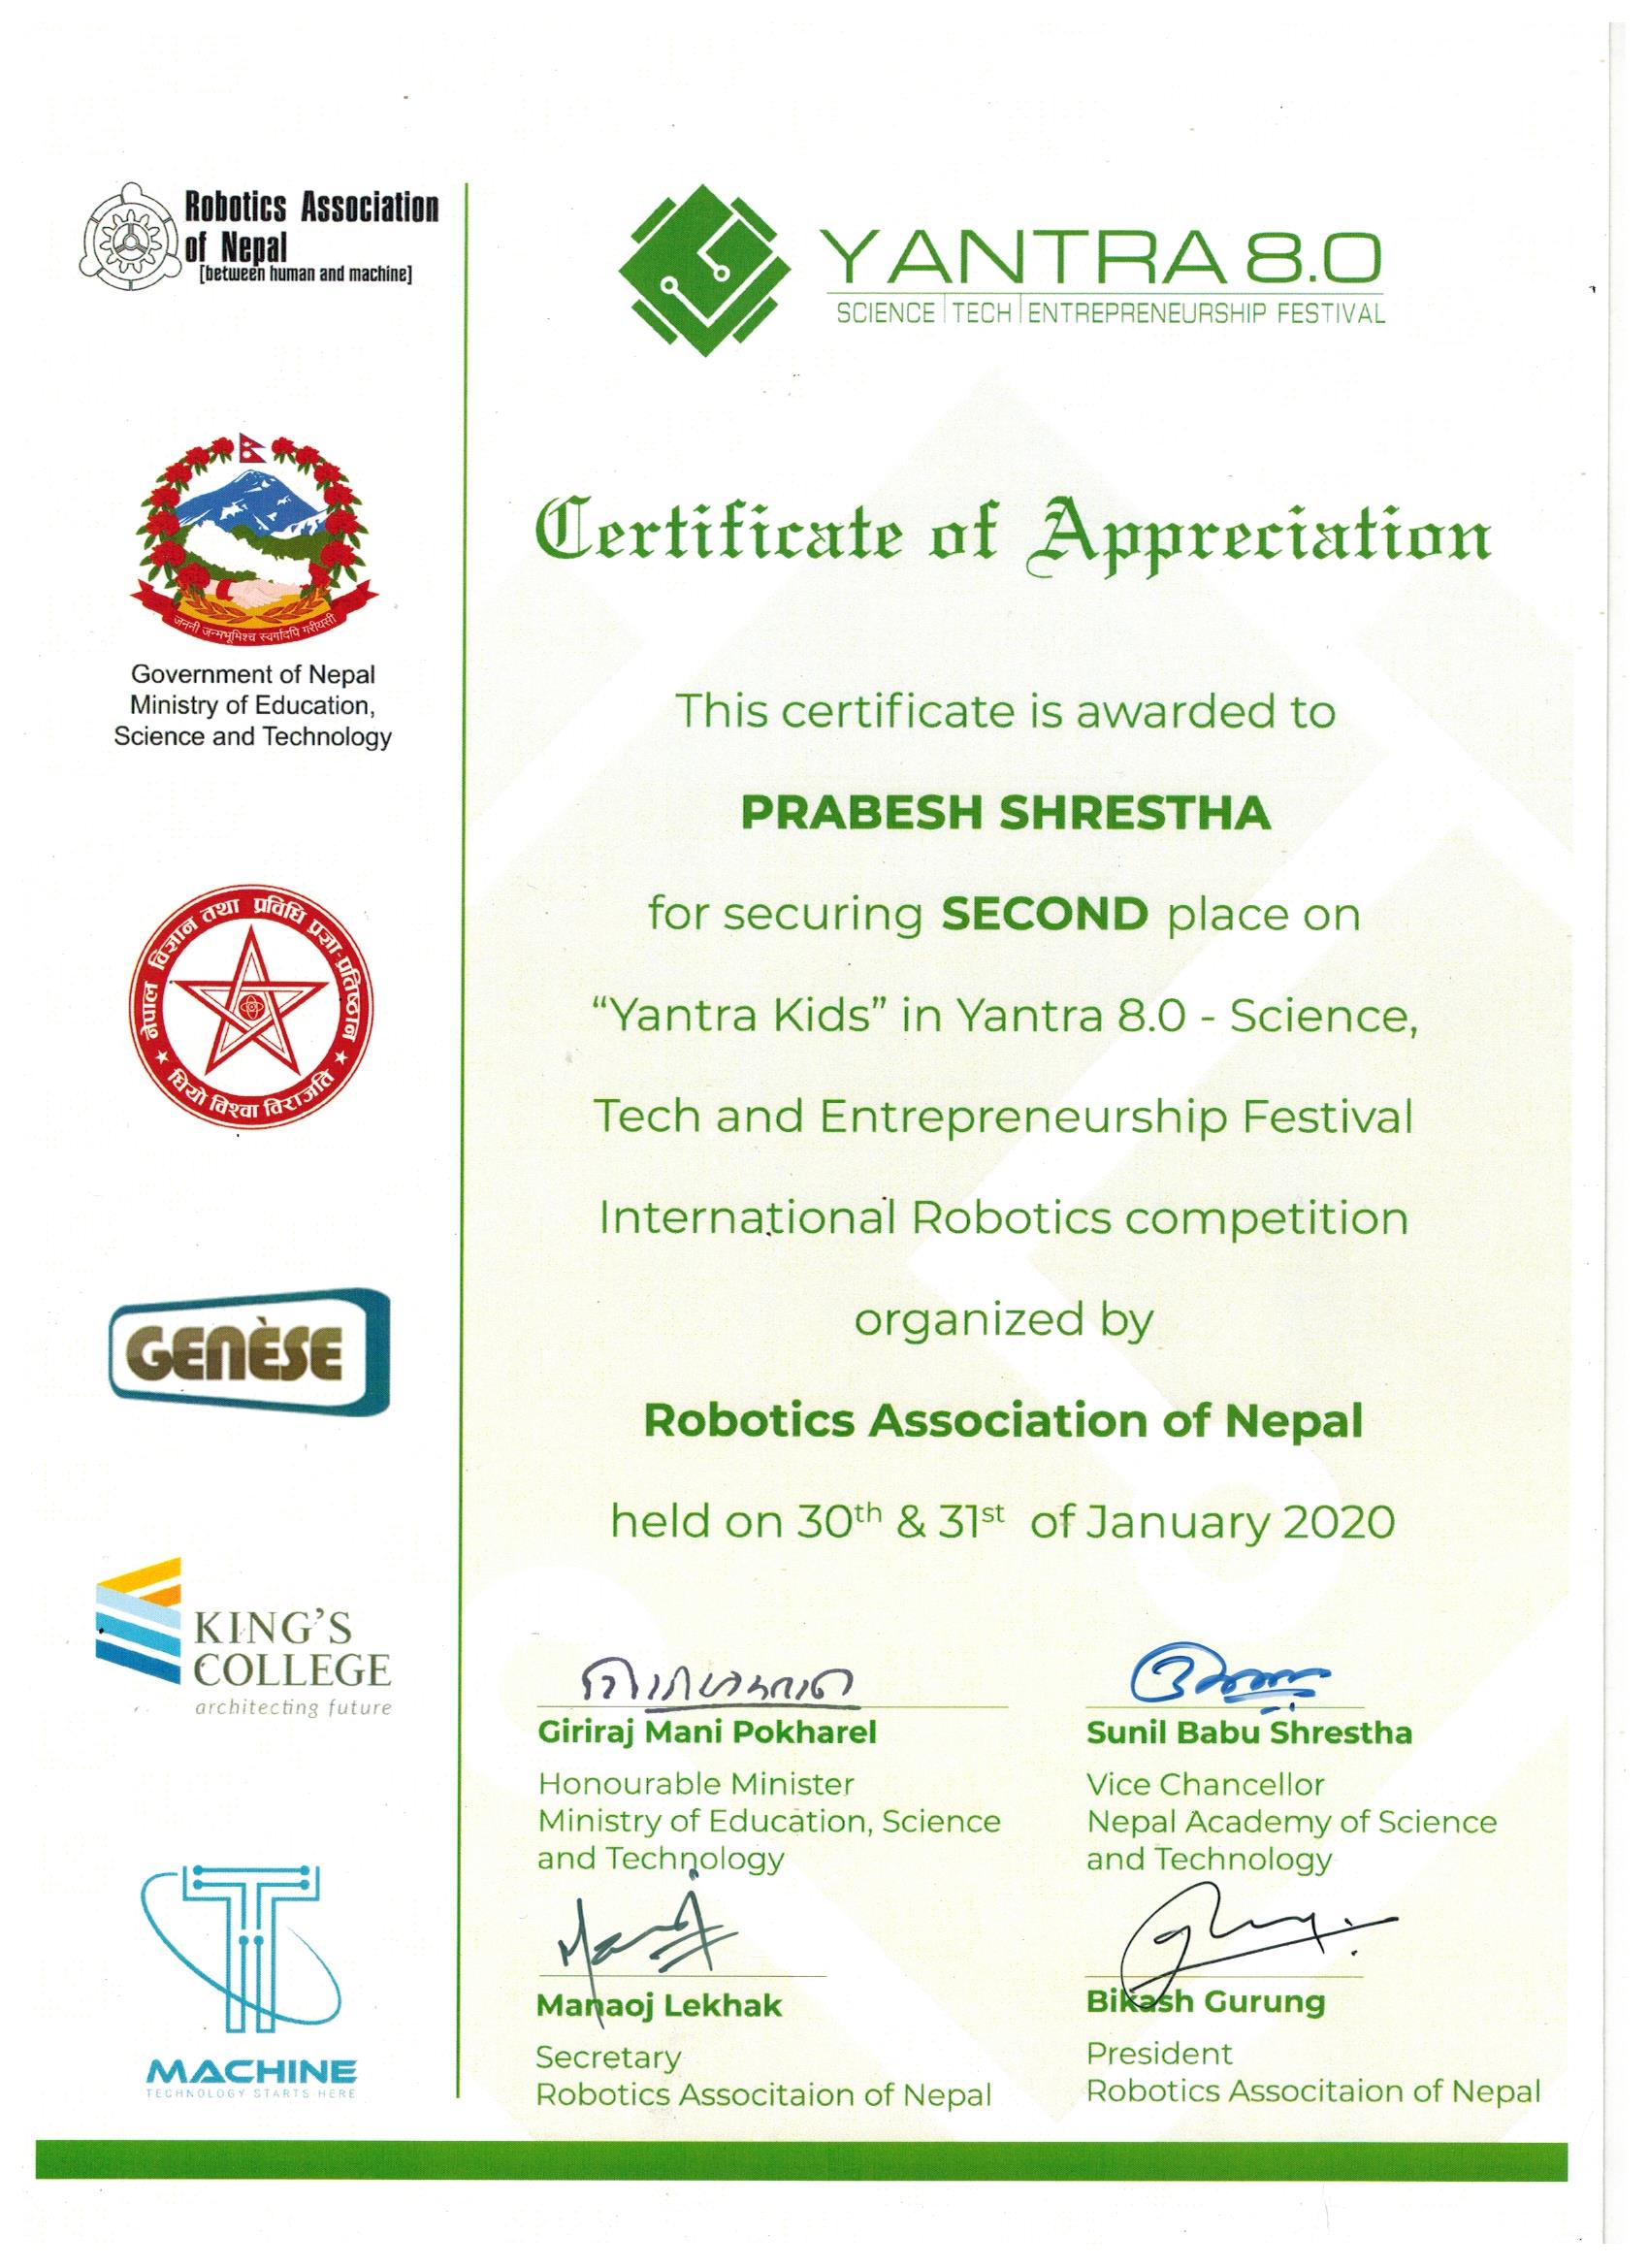 Robotics Association
of Nepal
[between human and machine]
जननी जन्मभूमिश्च स्वर्गादपि गरीयसी
Government of Nepal
Ministry of Education,
Science and Technology
नेपाल विज्ञान तथा प्रविधि प्रज्ञा-प्रतिष्ठान
धियो विश्वा विराजति
GENÈSE
KING'S
COLLEGE
architecting future
MACHINE
TECHNOLOGY STARTS HERE
YANTRA 8.0
SCIENCE | TECH | ENTREPRENEURSHIP FESTIVAL
Certificate of Appreciation
This certificate is awarded to
PRABESH SHRESTHA
for securing SECOND place on
“Yantra Kids” in Yantra 8.0 - Science,
Tech and Entrepreneurship Festival
International Robotics competition
organized by
Robotics Association of Nepal
held on 30th & 31st of January 2020
Giriraj Mani Pokharel
Honourable Minister
Ministry of Education, Science
and Technology
Sunil Babu Shrestha
Vice Chancellor
Nepal Academy of Science
and Technology
Manaoj Lekhak
Secretary
Robotics Associtaion of Nepal
Bikash Gurung
President
Robotics Associtaion of Nepal